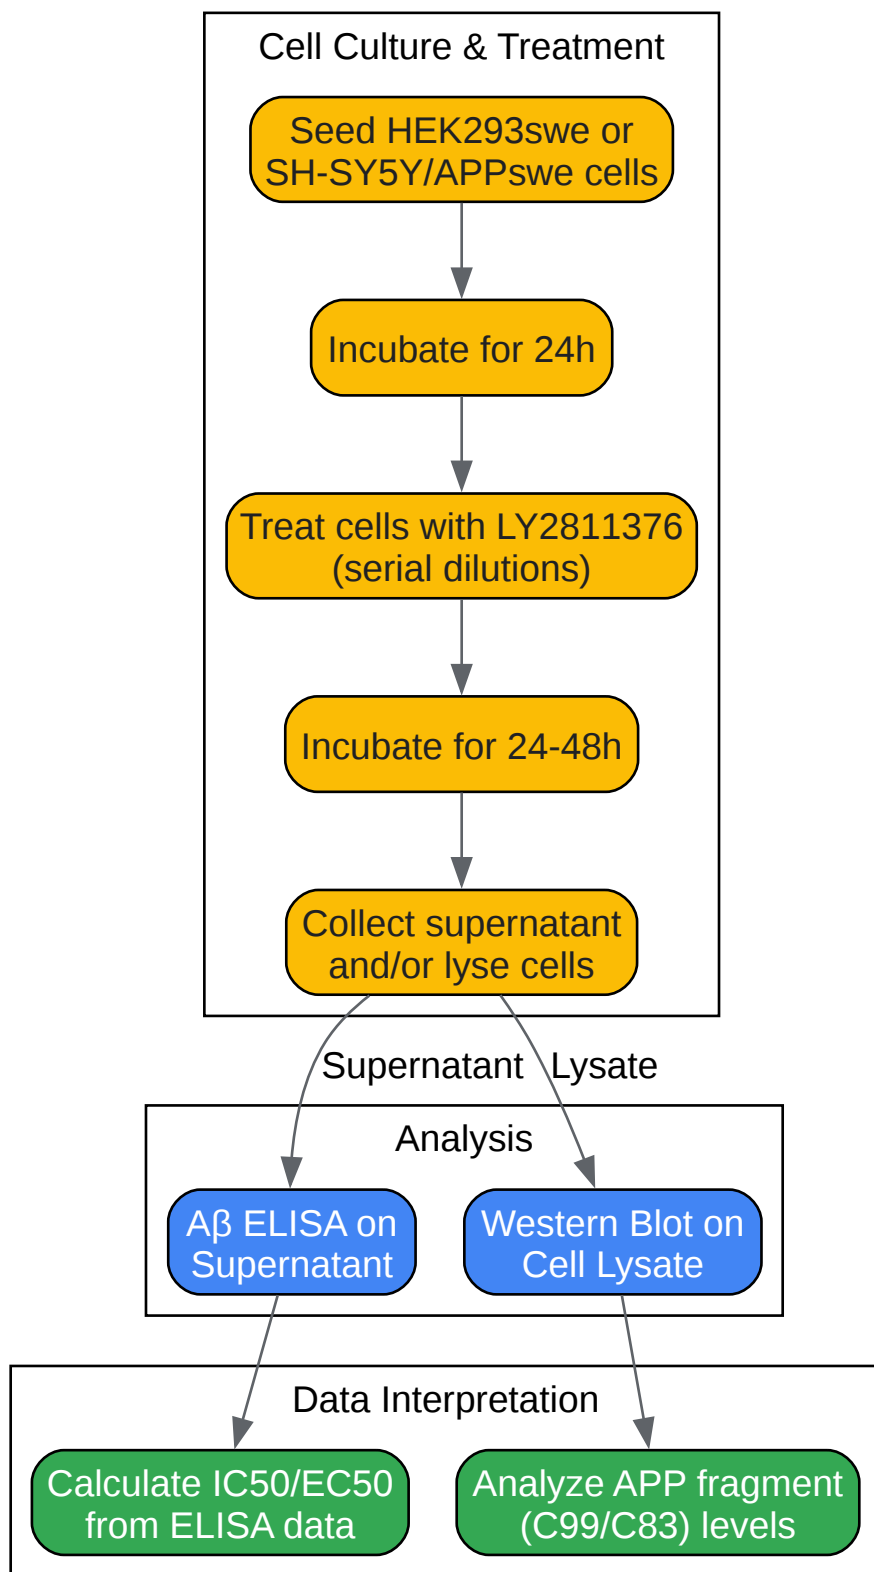 Cell Culture & Treatment
Seed HEK293swe or
SH-SY5Y/APPswe cells
Incubate for 24h
Treat cells with LY2811376
(serial dilutions)
Incubate for 24-48h
Collect supernatant
and/or lyse cells
Supernatant
Lysate
Analysis
Aβ ELISA on
Supernatant
Western Blot on
Cell Lysate
Data Interpretation
Calculate IC50/EC50
from ELISA data
Analyze APP fragment
(C99/C83) levels